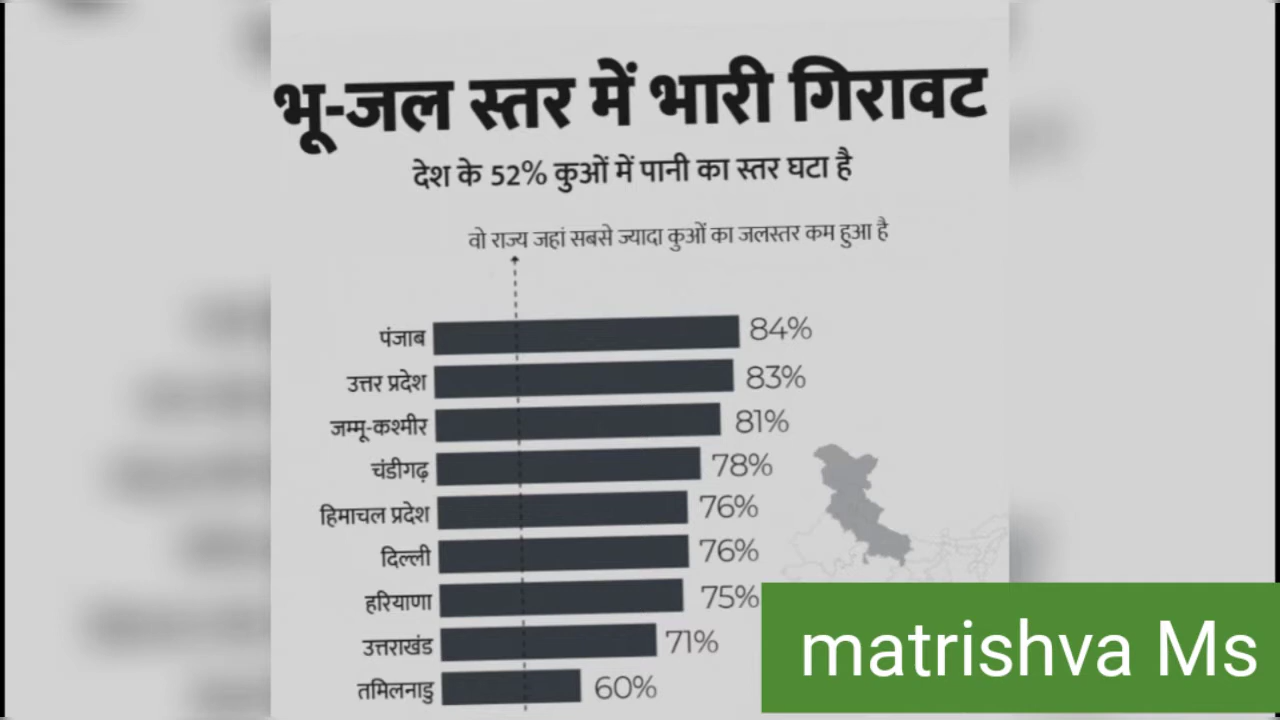 भू-जल स्तर में भारी गिरावट
देश के 52% कुओं में पानी का स्तर घटा है
वो राज्य जहां सबसे ज्यादा कुओं का जलस्तर कम हुआ है
पंजाब 84%
उत्तर प्रदेश 83%
जम्मू-कश्मीर 81%
चंडीगढ़ 78%
हिमाचल प्रदेश 76%
दिल्ली 76%
हरियाणा 75%
उत्तराखंड 71%
तमिलनाडु 60%
matrishva Ms